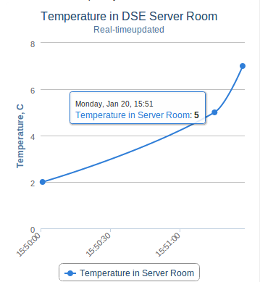 Temperature in DSE Server Room
Real-timeupdated
Temperature, C
8
6
4
2
0
Monday, Jan 20, 15:51
Temperature in Server Room: 5
15:50:00
15:50:30
15:51:00
Temperature in Server Room